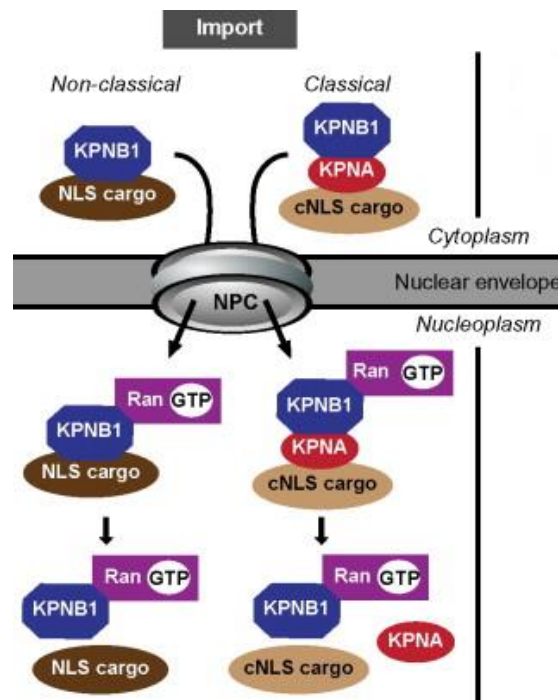 Import
Non-classical
Classical
KPNB1
NLS cargo
KPNB1
KPNA
cNLS cargo
Cytoplasm
Nuclear envelope
NPC
Nucleoplasm
Ran GTP
KPNB1
NLS cargo
Ran GTP
KPNB1
KPNA
cNLS cargo
Ran GTP
KPNB1
NLS cargo
Ran GTP
KPNB1
KPNA
cNLS cargo